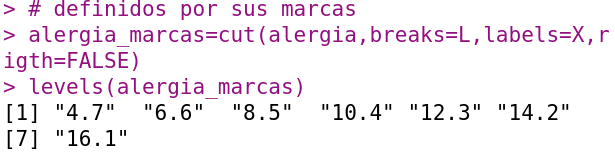 > # definidos por sus marcas
> alergia_marcas=cut(alergia,breaks=L,labels=X,r
igth=FALSE)
> levels(alergia_marcas)
[1] "4.7"  "6.6"  "8.5"  "10.4" "12.3" "14.2"
[7] "16.1"